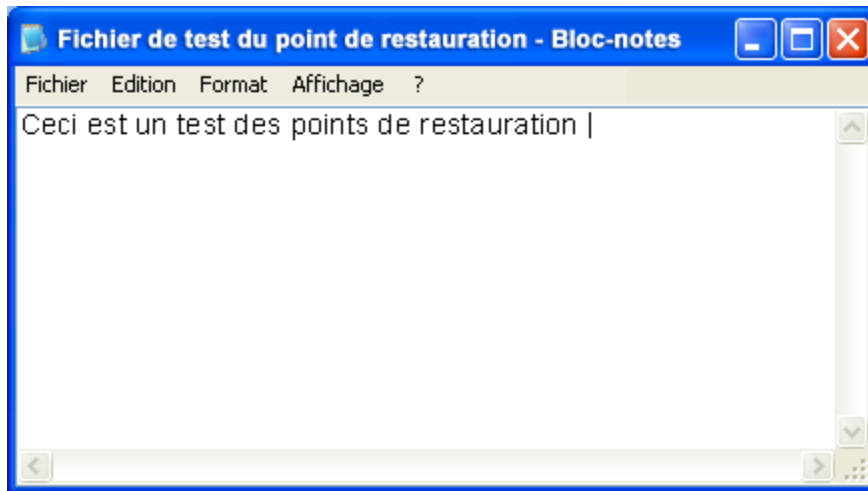 Fichier de test du point de restauration - Bloc-notes
Fichier Edition Format Affichage ?
Ceci est un test des points de restauration